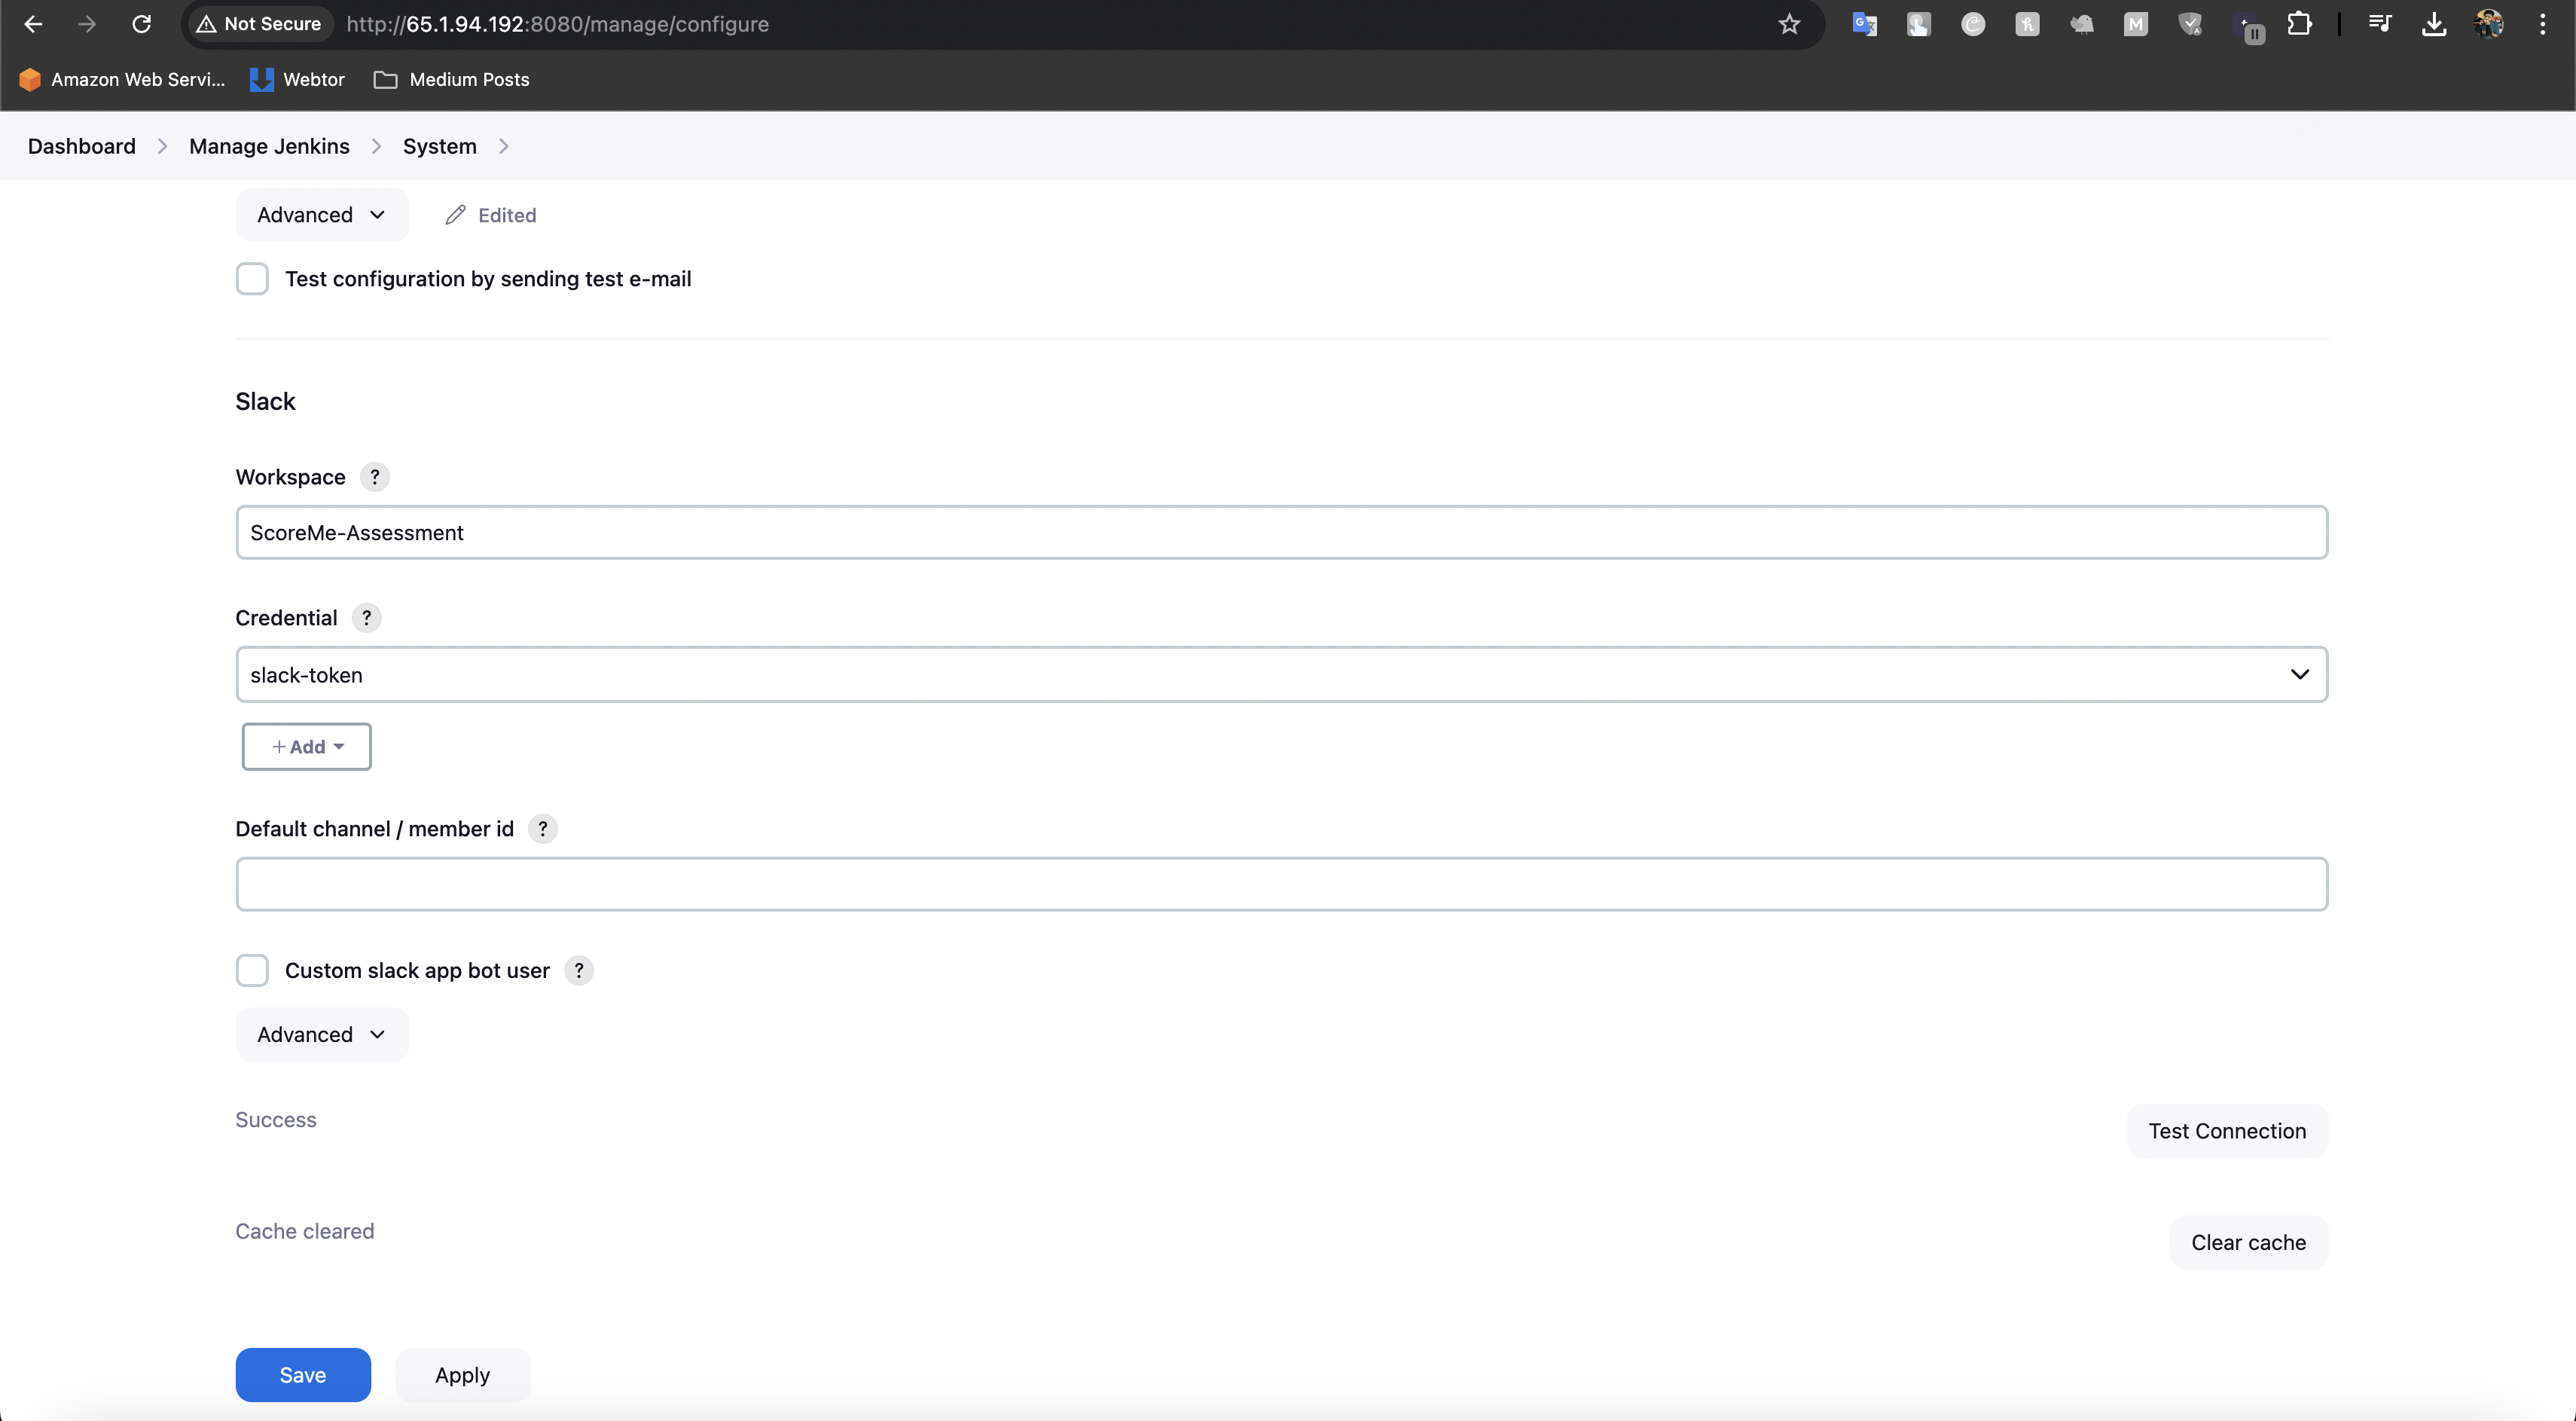 Not Secure http://65.1.94.192:8080/manage/configure
Amazon Web Servi... Webtor Medium Posts
Dashboard Manage Jenkins System
Advanced Edited
Test configuration by sending test e-mail
Slack
Workspace ?
ScoreMe-Assessment
Credential ?
slack-token
+ Add
Default channel / member id ?
Custom slack app bot user ?
Advanced
Success
Test Connection
Cache cleared
Clear cache
Save Apply